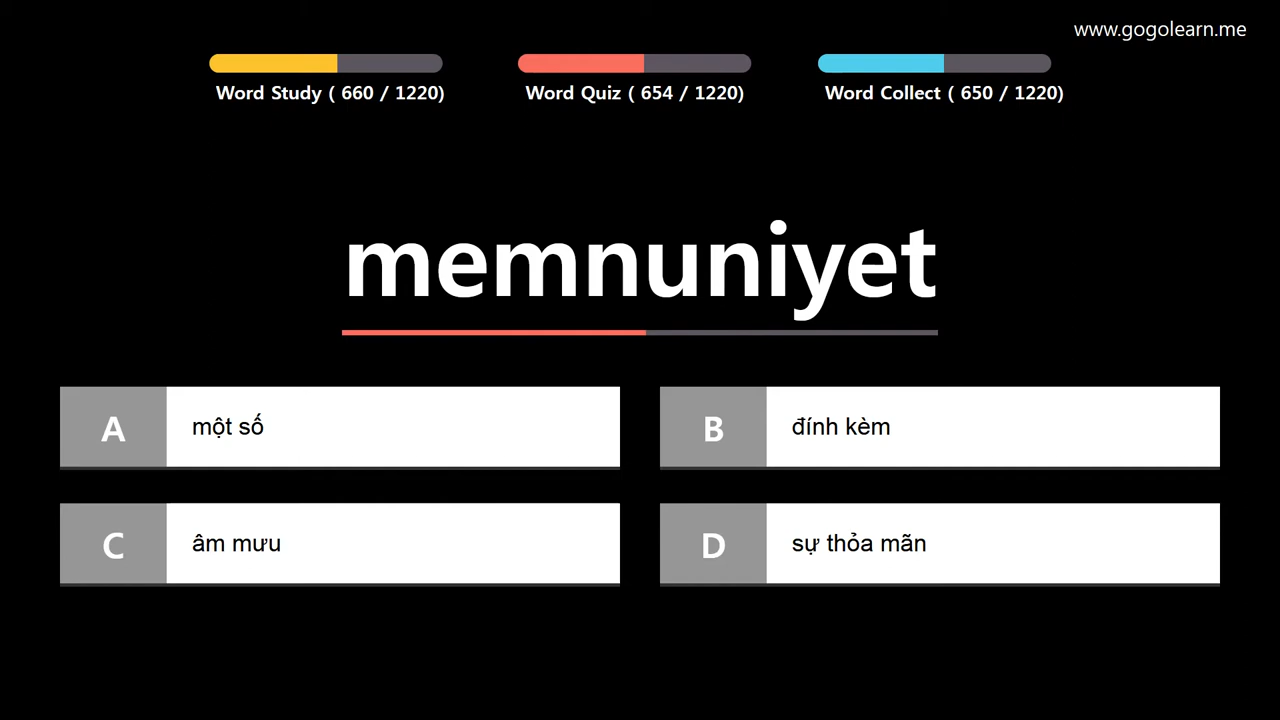 www.gogolearn.me
Word Study ( 660 / 1220)
Word Quiz ( 654 / 1220)
Word Collect ( 650 / 1220)
memnuniyet
A một số
B đính kèm
C âm mưu
D sự thỏa mãn